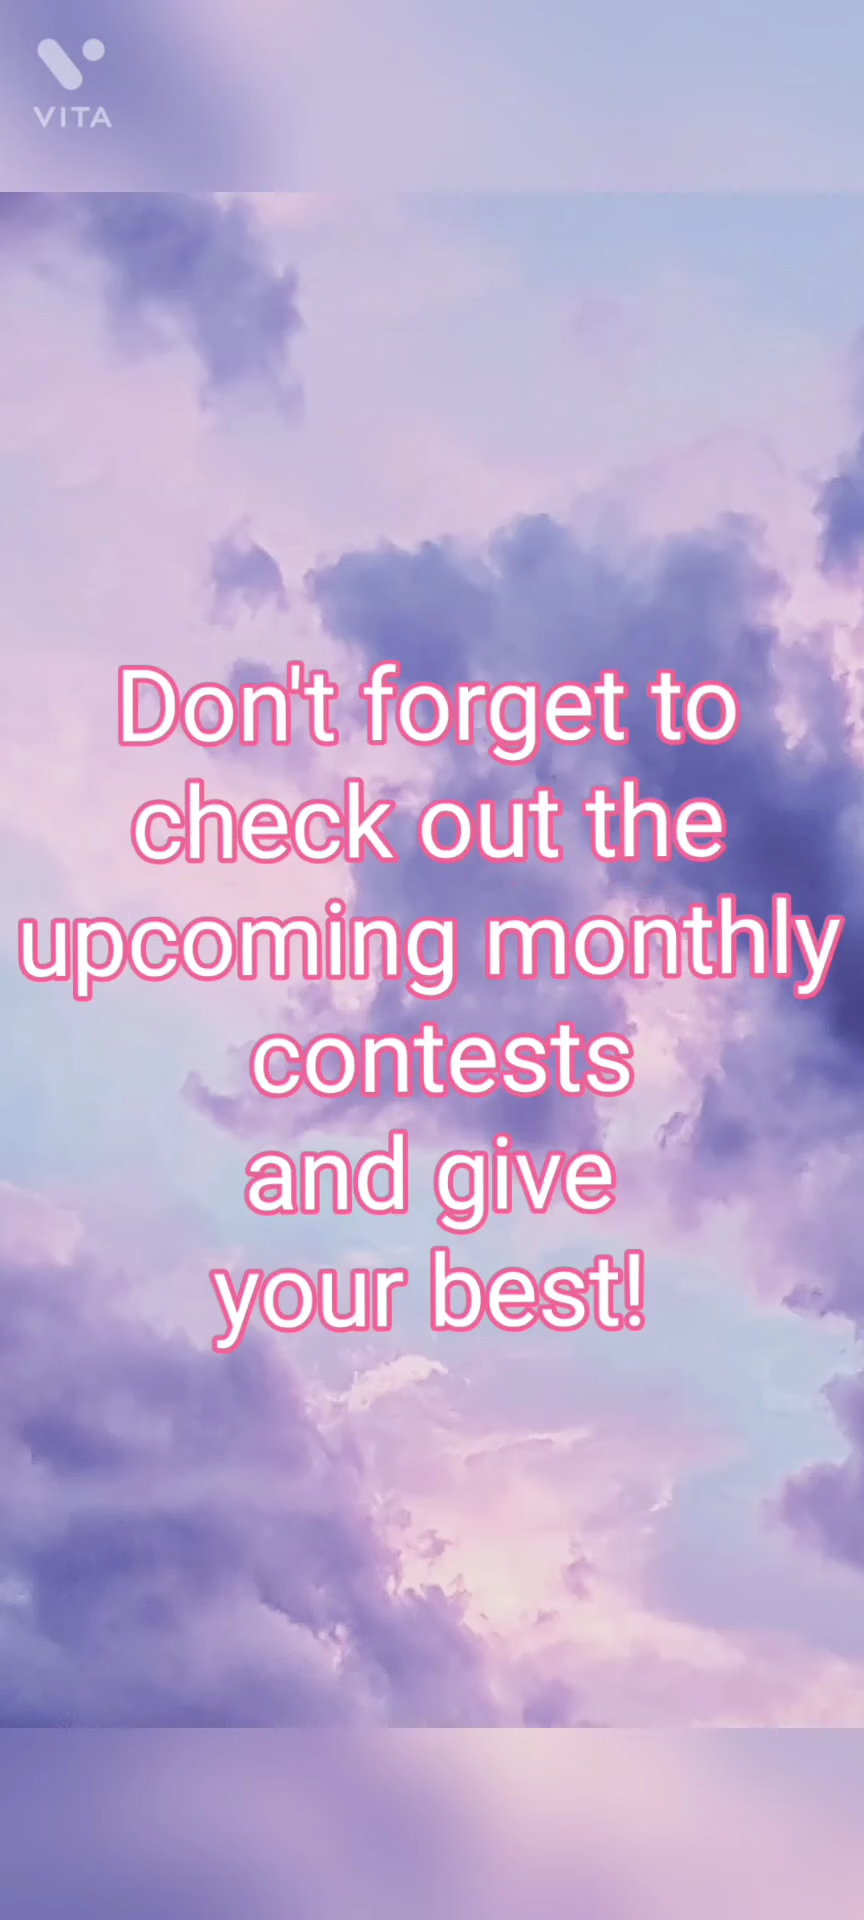 VITA
Don't forget to
check out the
upcoming monthly
contests
and give
your best!